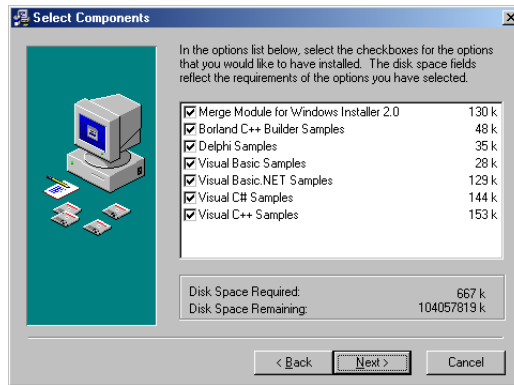 Select Components
In the options list below, select the checkboxes for the options
that you would like to have installed. The disk space fields
reflect the requirements of the options you have selected.
Merge Module for Windows Installer 2.0 130 k
Borland C++ Builder Samples 48 k
Delphi Samples 35 k
Visual Basic Samples 28 k
Visual Basic.NET Samples 129 k
Visual C# Samples 144 k
Visual C++ Samples 153 k
Disk Space Required: 667 k
Disk Space Remaining: 104057819 k
< Back Next > Cancel